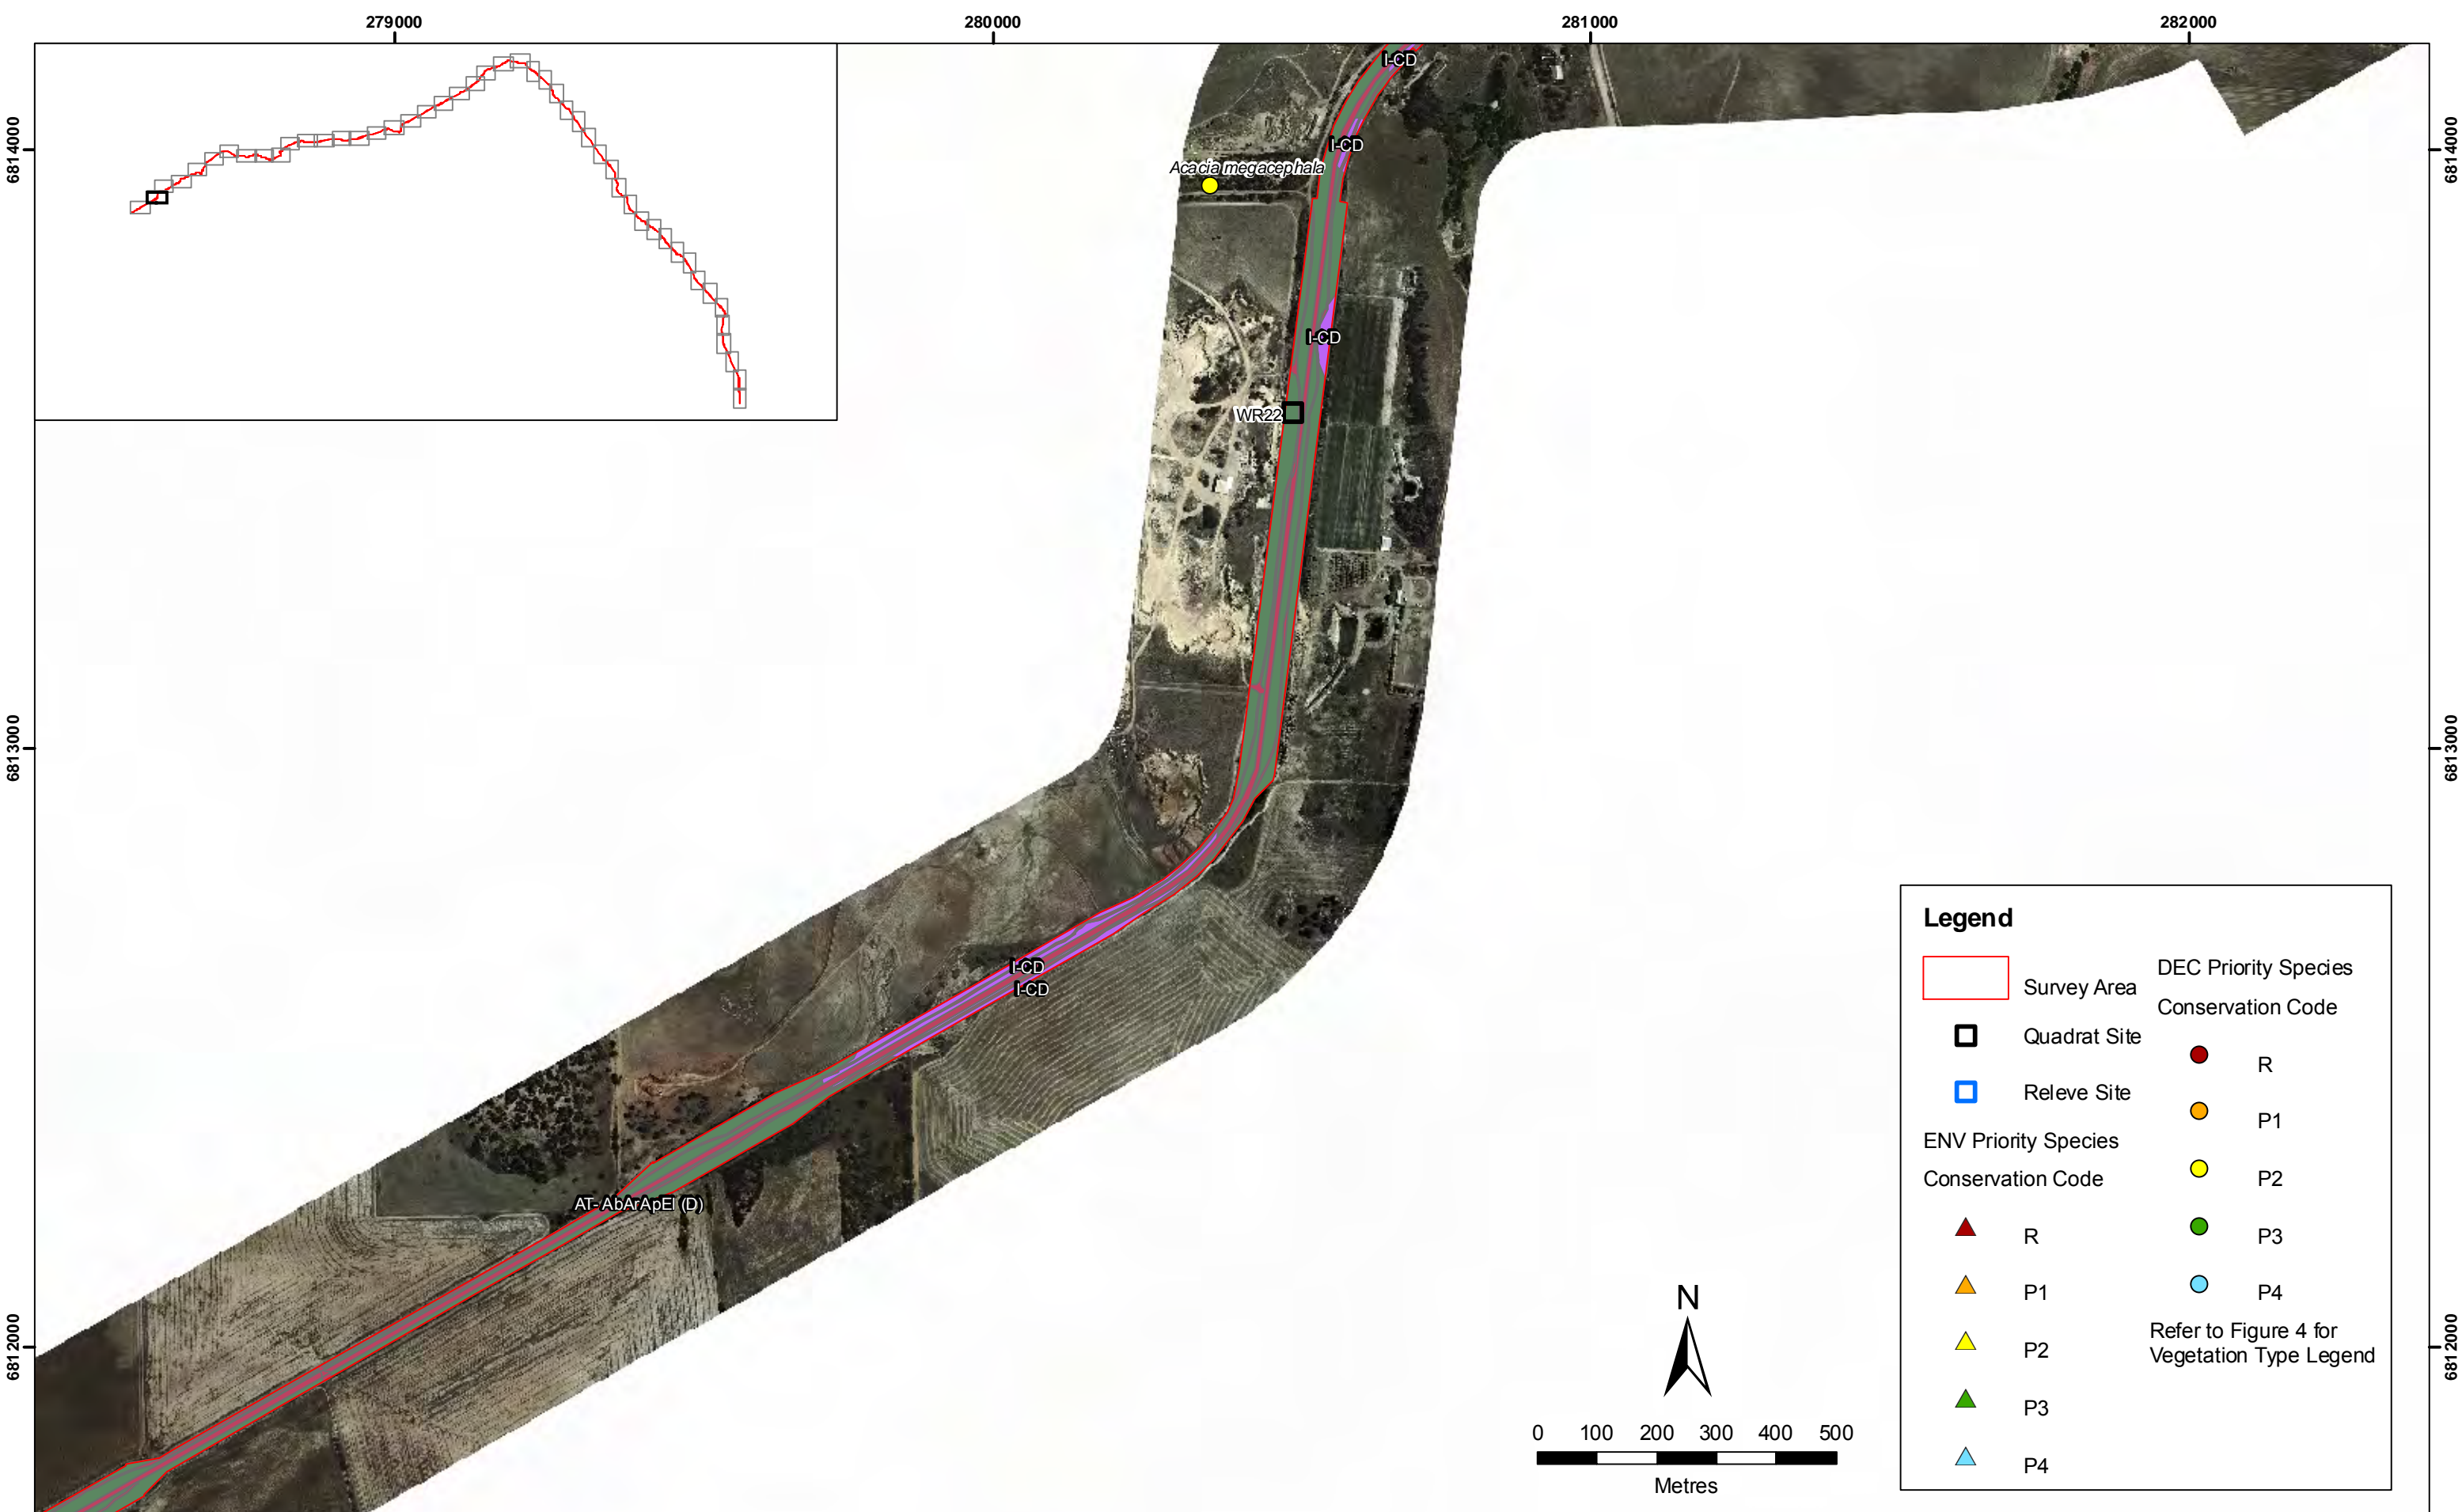 279000
280000
281000
282000
6814000
6814000
6813000
6813000
6812000
6812000
I-CD
I-CD
Acacia megacephala
I-CD
WR22
I-CD
I-CD
AT- AbArApEl (D)
Legend
Survey Area
Quadrat Site
Releve Site
ENV Priority Species
Conservation Code
R
P1
P2
P3
P4
DEC Priority Species
Conservation Code
R
P1
P2
P3
P4
Refer to Figure 4 for
Vegetation Type Legend
N
0 100 200 300 400 500
Metres